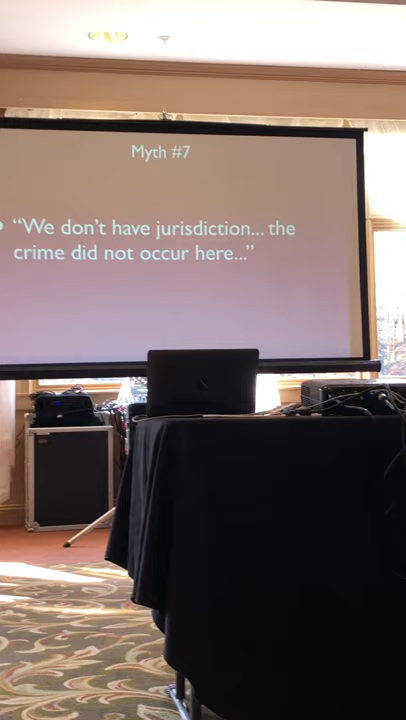 Myth #7
“We don’t have jurisdiction... the
crime did not occur here...”